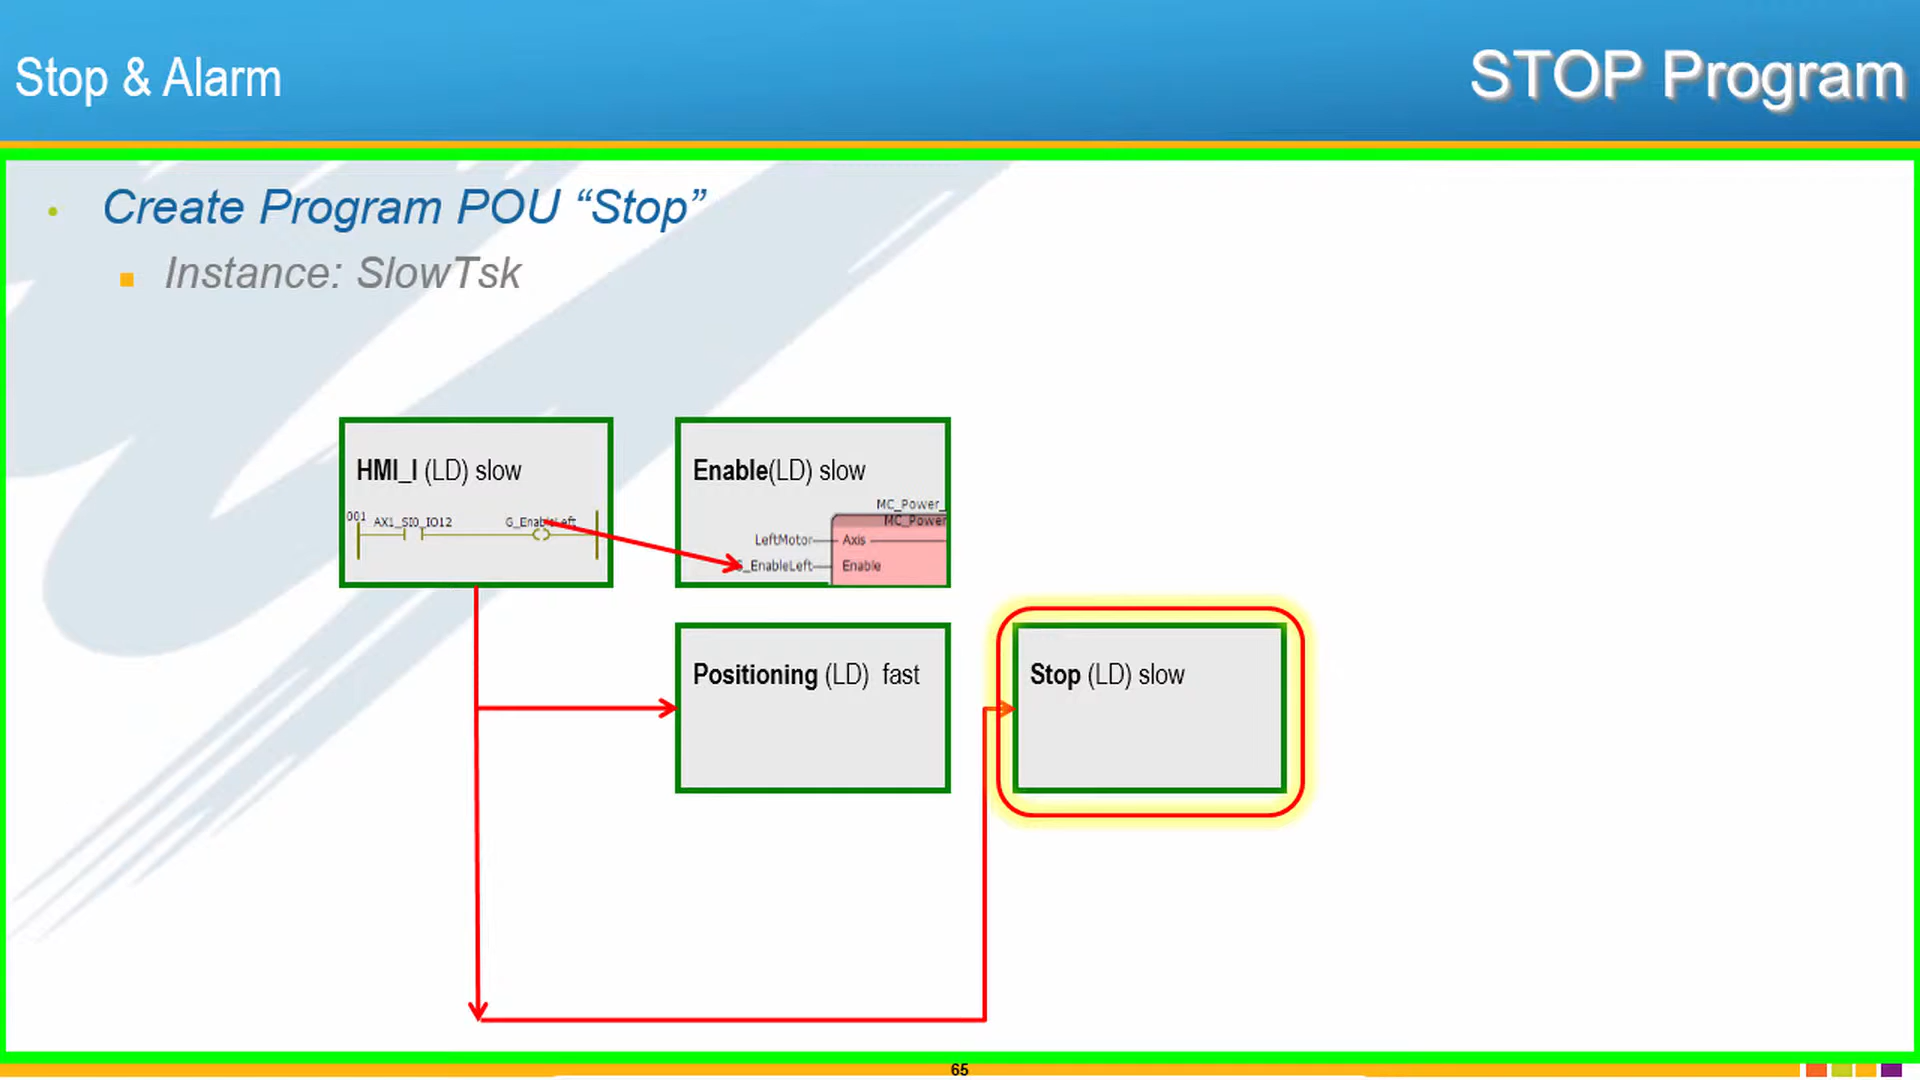 Stop & Alarm
STOP Program
• Create Program POU “Stop”
Instance: SlowTsk
HMI_I (LD) slow
001
AX1_SI0_IO12
G_EnableLeft
Enable(LD) slow
MC_Power_
MC_Power
LeftMotor
Axis
_EnableLeft
Enable
Positioning (LD) fast
Stop (LD) slow
65